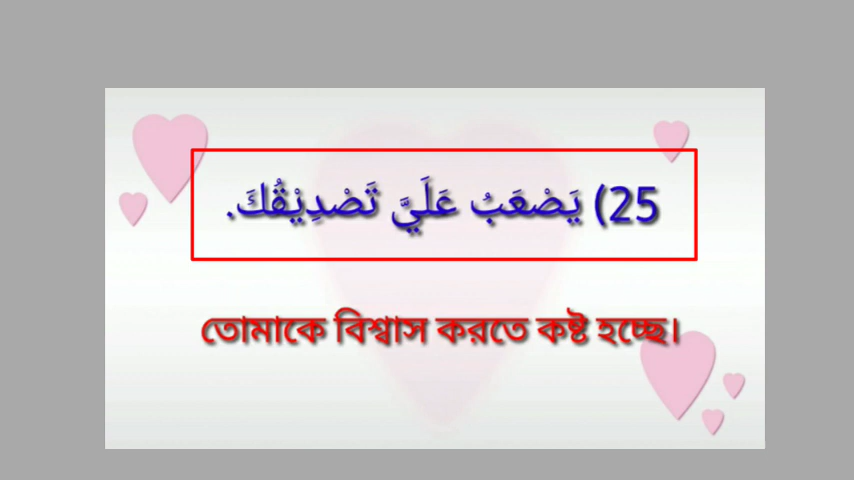 25) يَصْعَبُ عَلَيَّ تَصْدِيْقُكَ.
তোমাকে বিশ্বাস করতে কষ্ট হচ্ছে।